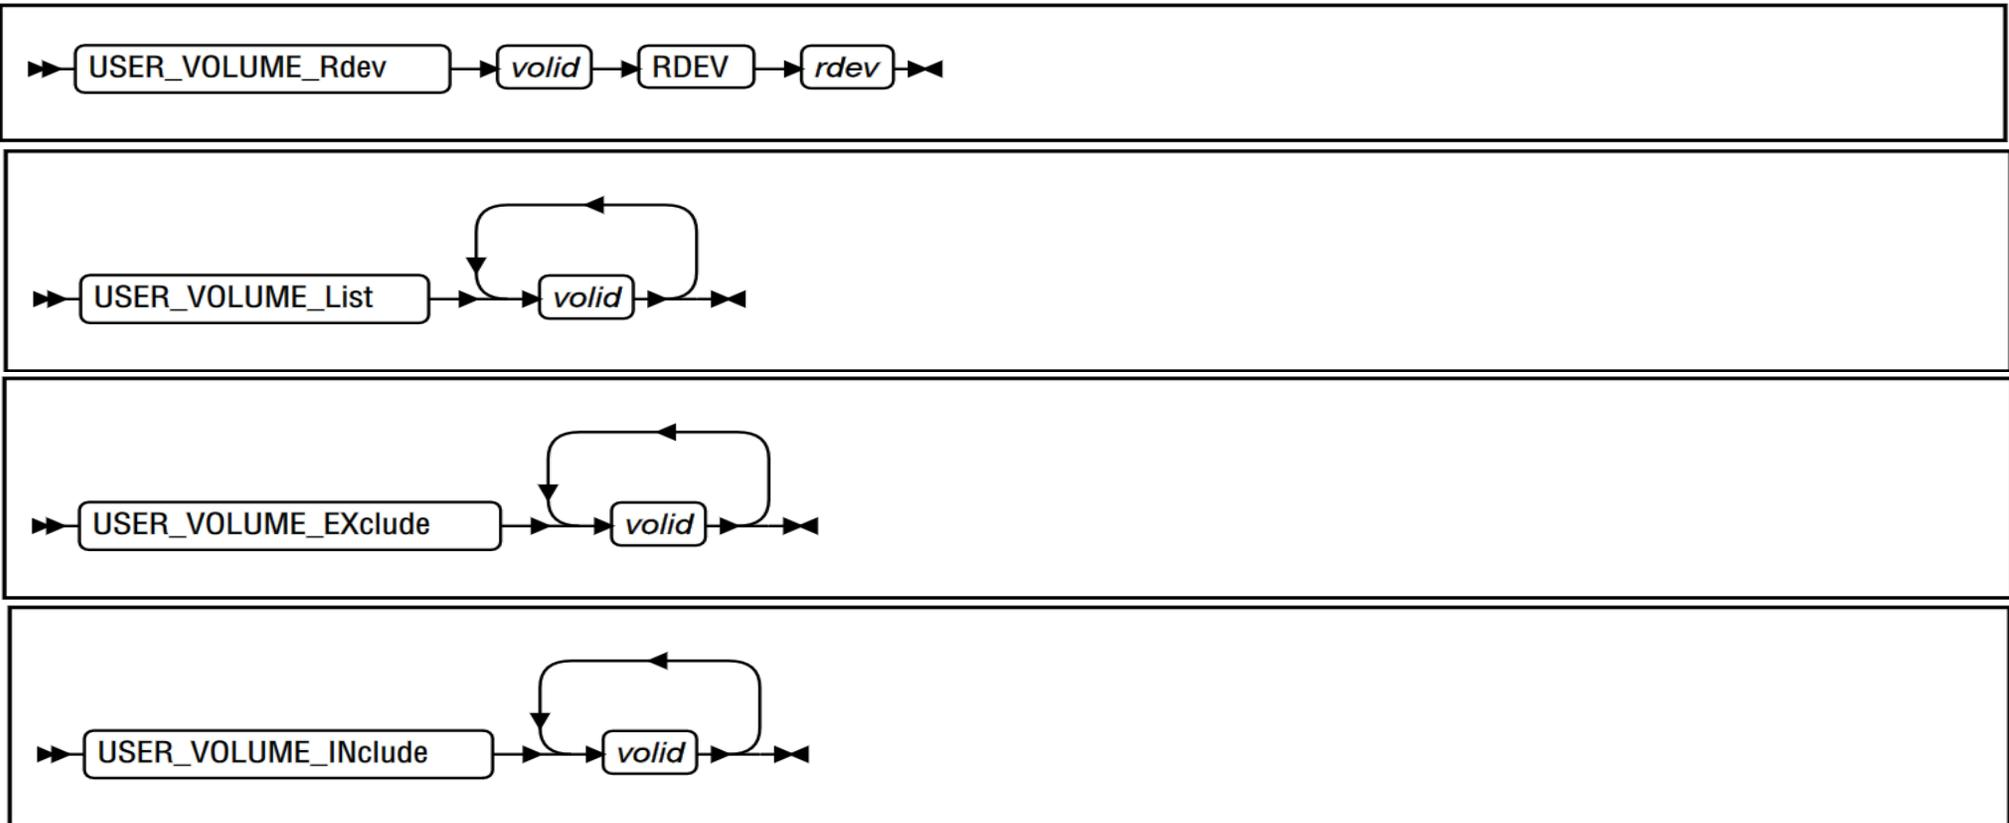 USER_VOLUME_Rdev volid RDEV rdev
USER_VOLUME_List volid
USER_VOLUME_EXclude volid
USER_VOLUME_INclude volid